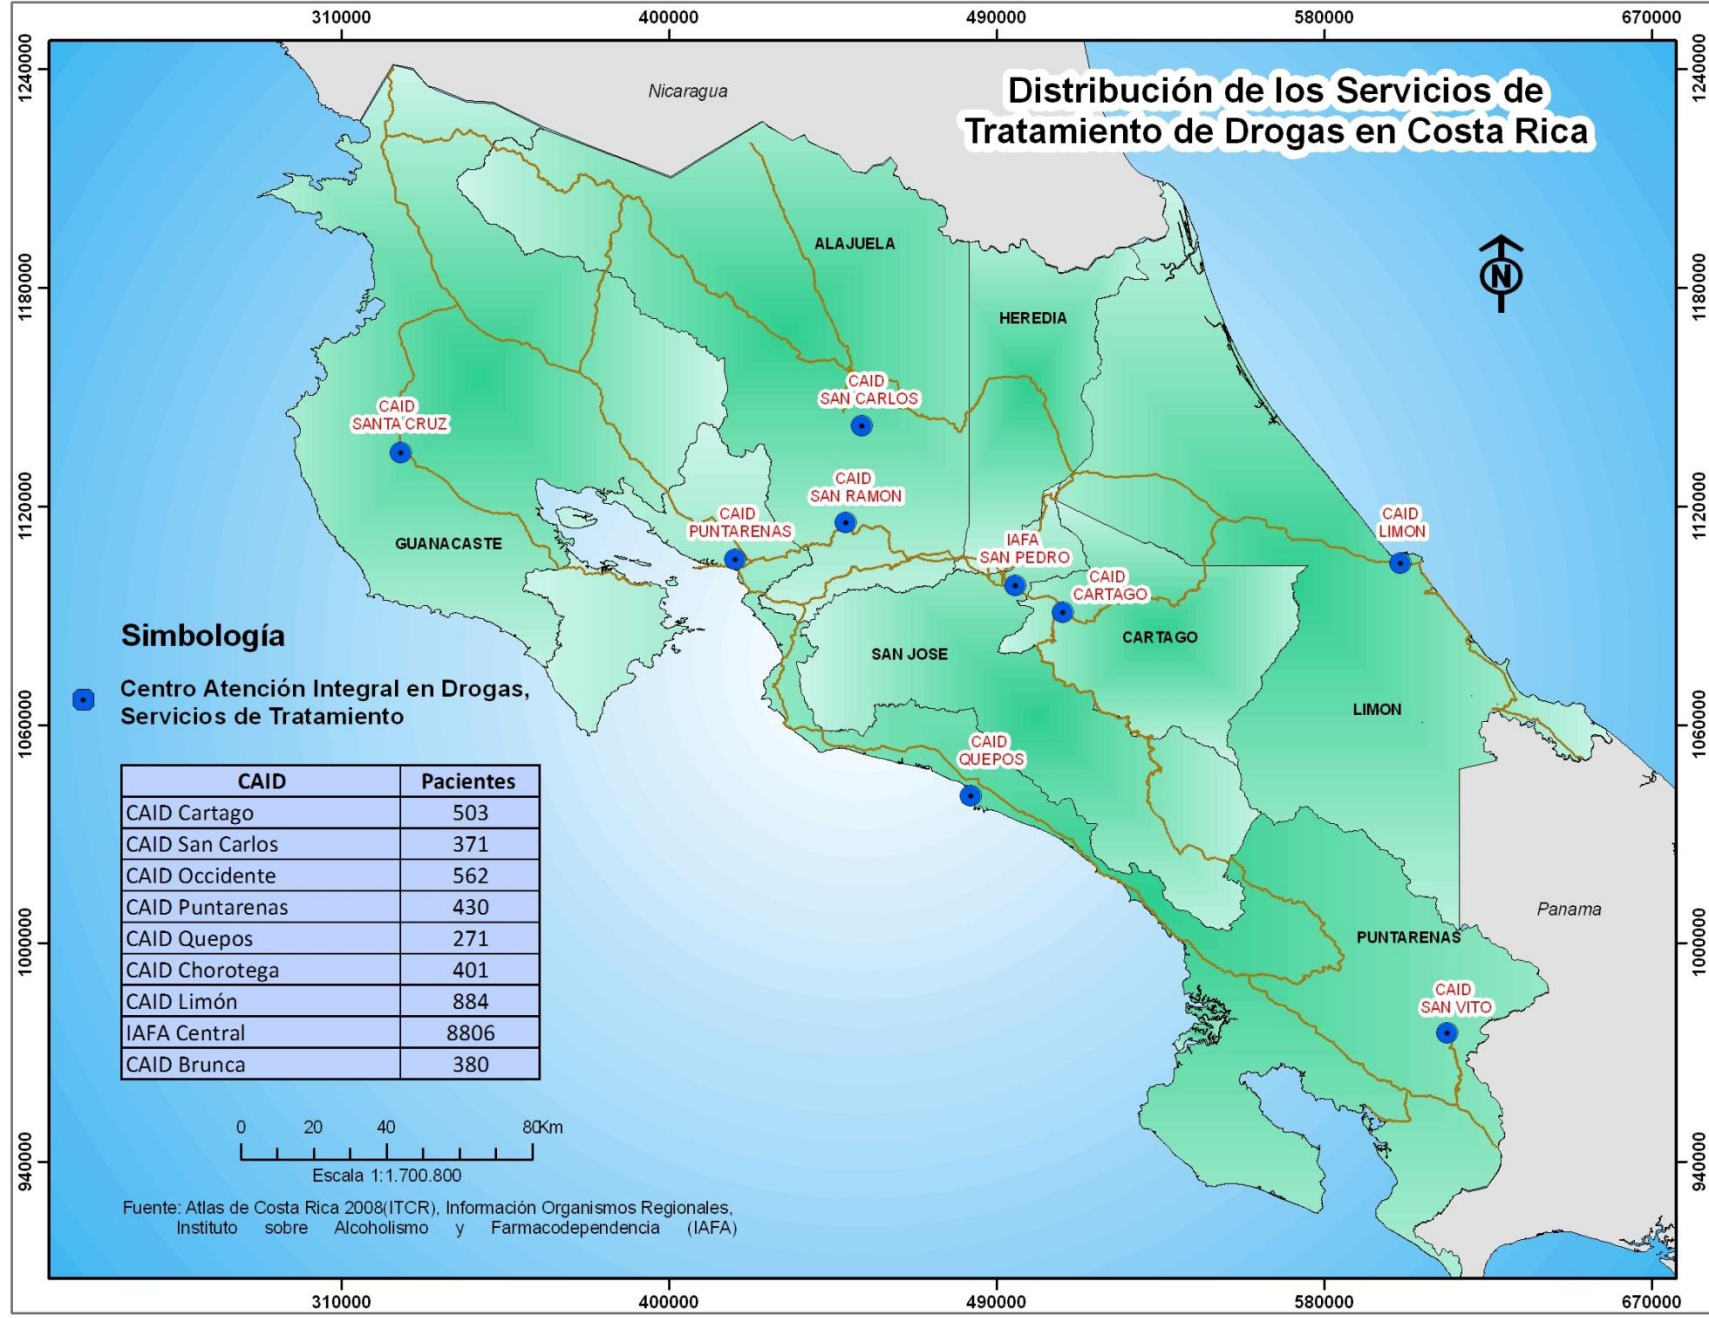 310000 400000 490000 580000 670000
1240000 1240000
Nicaragua
Distribución de los Servicios de
Tratamiento de Drogas en Costa Rica
N
ALAJUELA
1180000 1180000
HEREDIA
CAID
SAN CARLOS
CAID
SANTA CRUZ
CAID
SAN RAMON
1120000 1120000
CAID
PUNTARENAS
CAID
LIMON
GUANACASTE
IAFA
SAN PEDRO
CAID
CARTAGO
CARTAGO
SAN JOSE
LIMON
Simbología
Centro Atención Integral en Drogas,
Servicios de Tratamiento
1060000 1060000
CAID
QUEPOS
CAID Pacientes
CAID Cartago 503
CAID San Carlos 371
CAID Occidente 562
CAID Puntarenas 430
CAID Quepos 271
CAID Chorotega 401
CAID Limón 884
IAFA Central 8806
CAID Brunca 380
Panama
PUNTARENAS
1000000 1000000
CAID
SAN VITO
0 20 40 80Km
Escala 1:1.700.800
940000 940000
Fuente: Atlas de Costa Rica 2008(ITCR), Información Organismos Regionales,
Instituto sobre Alcoholismo y Farmacodependencia (IAFA)
310000 400000 490000 580000 670000